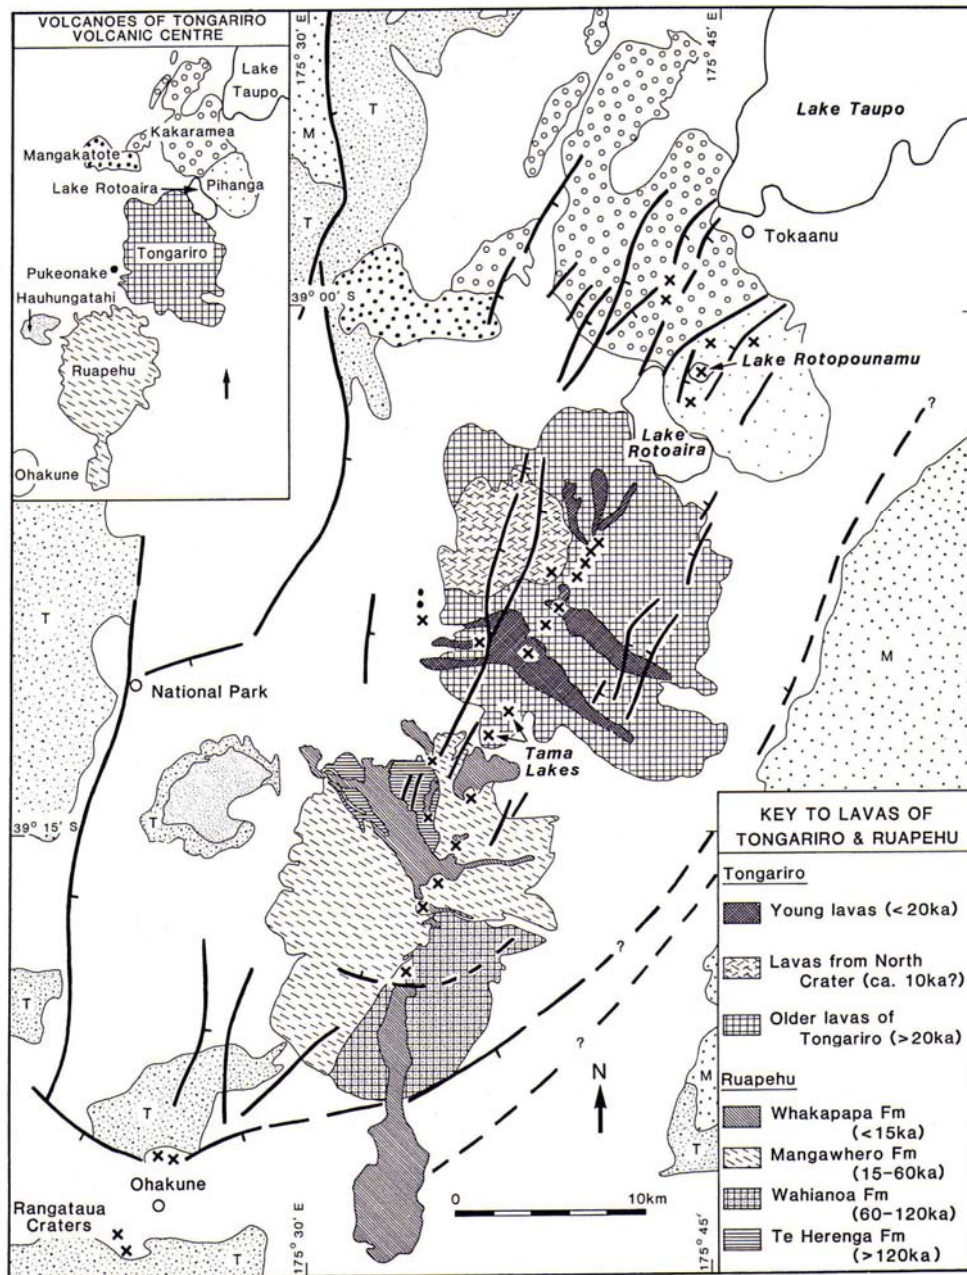 VOLCANOES OF TONGARIRO
VOLCANIC CENTRE
Lake
Taupo
Kakaramea
Mangakatote
Lake Rotoaira
Pihanga
Tongariro
Pukeonake
Hauhungatahi
Ruapehu
Ohakune
175° 30' E
175° 45' E
T
M
T
Lake Taupo
Tokaanu
39° 00' S
Lake Rotopounamu
Lake
Rotoaira
?
T
M
National Park
Tama
Lakes
39° 15' S
T
?
?
T
T
M
T
N
Ohakune
Rangataua
Craters
T
0 10km
175° 30' E
175° 45' E
KEY TO LAVAS OF
TONGARIRO & RUAPEHU
Tongariro
Young lavas (<20ka)
Lavas from North
Crater (ca. 10ka?)
Older lavas of
Tongariro (>20ka)
Ruapehu
Whakapapa Fm
(<15ka)
Mangawhero Fm
(15-60ka)
Wahianoa Fm
(60-120ka)
Te Herenga Fm
(>120ka)